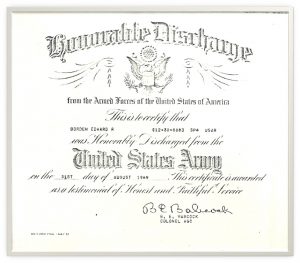 Honorable Discharge
from the Armed Forces of the United States of America
This is to certify that
BORDEN EDWARD R
was Honorably Discharged from the
United States Army
on the 31ST day of AUGUST This certificate is awarded
as a testimonial of Honest and Faithful Service
COLONEL AGC